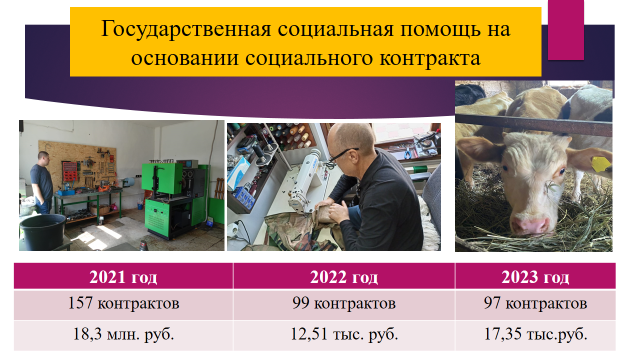 Государственная социальная помощь на
основании социального контракта
2021 год 2022 год 2023 год
157 контрактов 99 контрактов 97 контрактов
18,3 млн. руб. 12,51 тыс. руб. 17,35 тыс.руб.